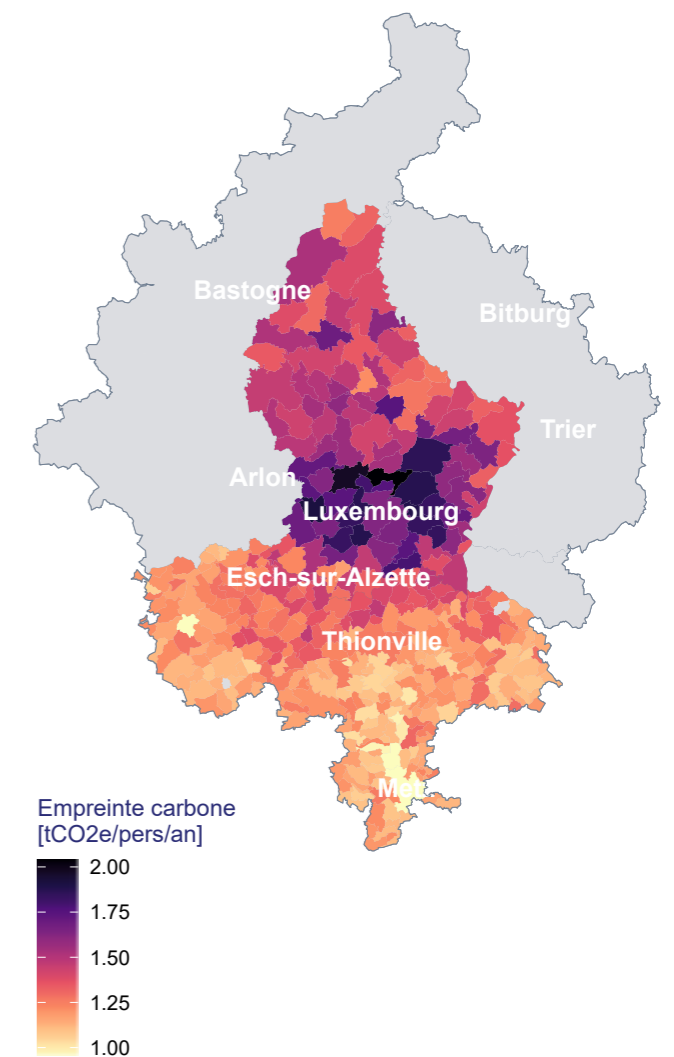 Bastogne
Bitburg
Trier
Arlon
Luxembourg
Esch-sur-Alzette
Thionville
Empreinte carbone
[tCO2e/pers/an]
2.00
1.75
1.50
1.25
1.00